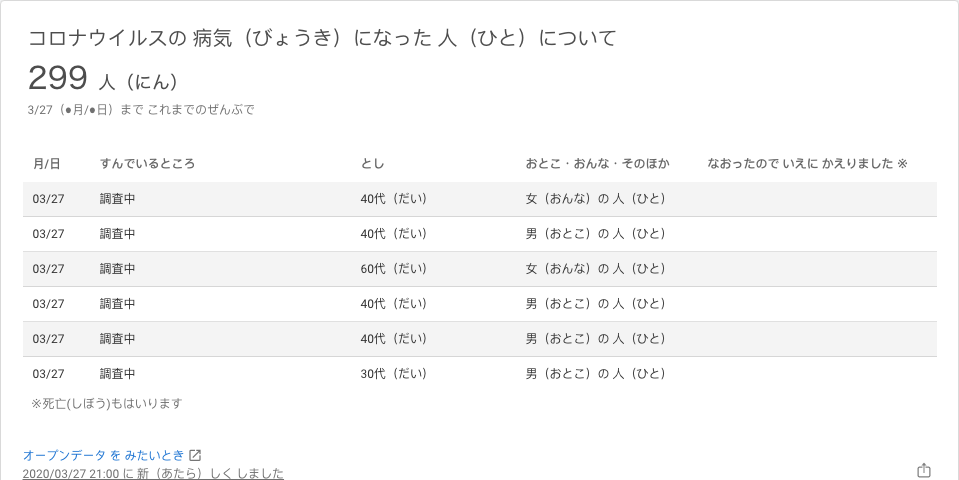 コロナウイルスの 病気（びょうき）になった 人（ひと）について
299 人（にん）
3/27（●月/●日）まで これまでのぜんぶで
月/日 すんでいるところ とし おとこ・おんな・そのほか なおったので いえに かえりました ※
03/27 調査中 40代（だい） 女（おんな）の 人（ひと）
03/27 調査中 40代（だい） 男（おとこ）の 人（ひと）
03/27 調査中 60代（だい） 女（おんな）の 人（ひと）
03/27 調査中 40代（だい） 男（おとこ）の 人（ひと）
03/27 調査中 40代（だい） 男（おとこ）の 人（ひと）
03/27 調査中 30代（だい） 男（おとこ）の 人（ひと）
※死亡(しぼう)もはいります
オープンデータ を みたいとき
2020/03/27 21:00 に 新（あたら）しく しました